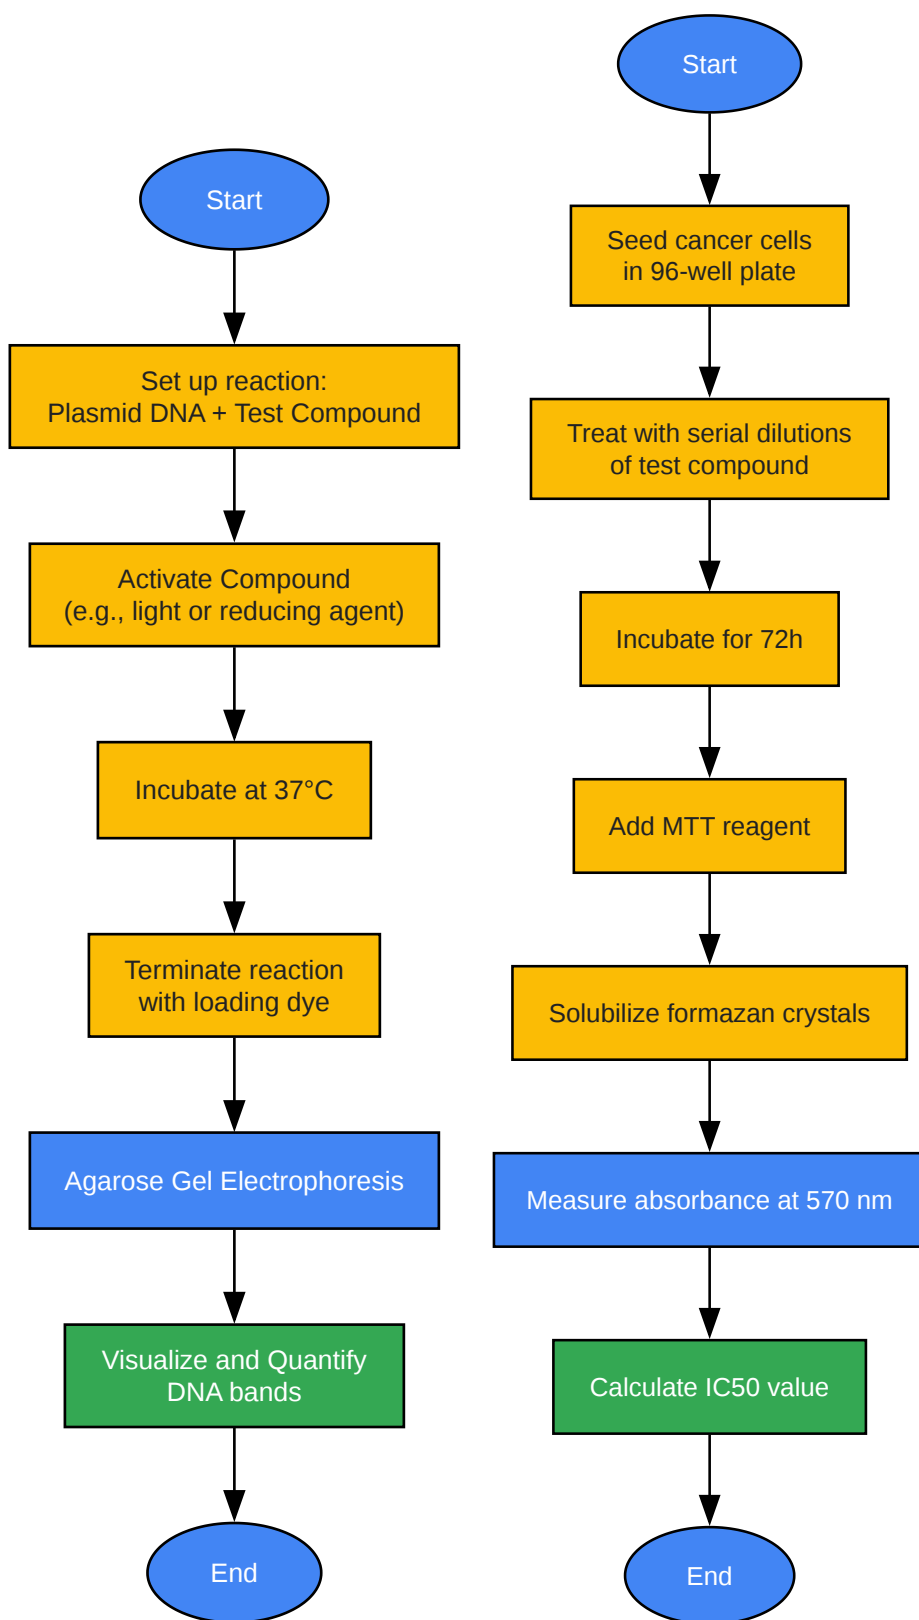 Start
Set up reaction:
Plasmid DNA + Test Compound
Activate Compound
(e.g., light or reducing agent)
Incubate at 37°C
Terminate reaction
with loading dye
Agarose Gel Electrophoresis
Visualize and Quantify
DNA bands
End
Start
Seed cancer cells
in 96-well plate
Treat with serial dilutions
of test compound
Incubate for 72h
Add MTT reagent
Solubilize formazan crystals
Measure absorbance at 570 nm
Calculate IC50 value
End